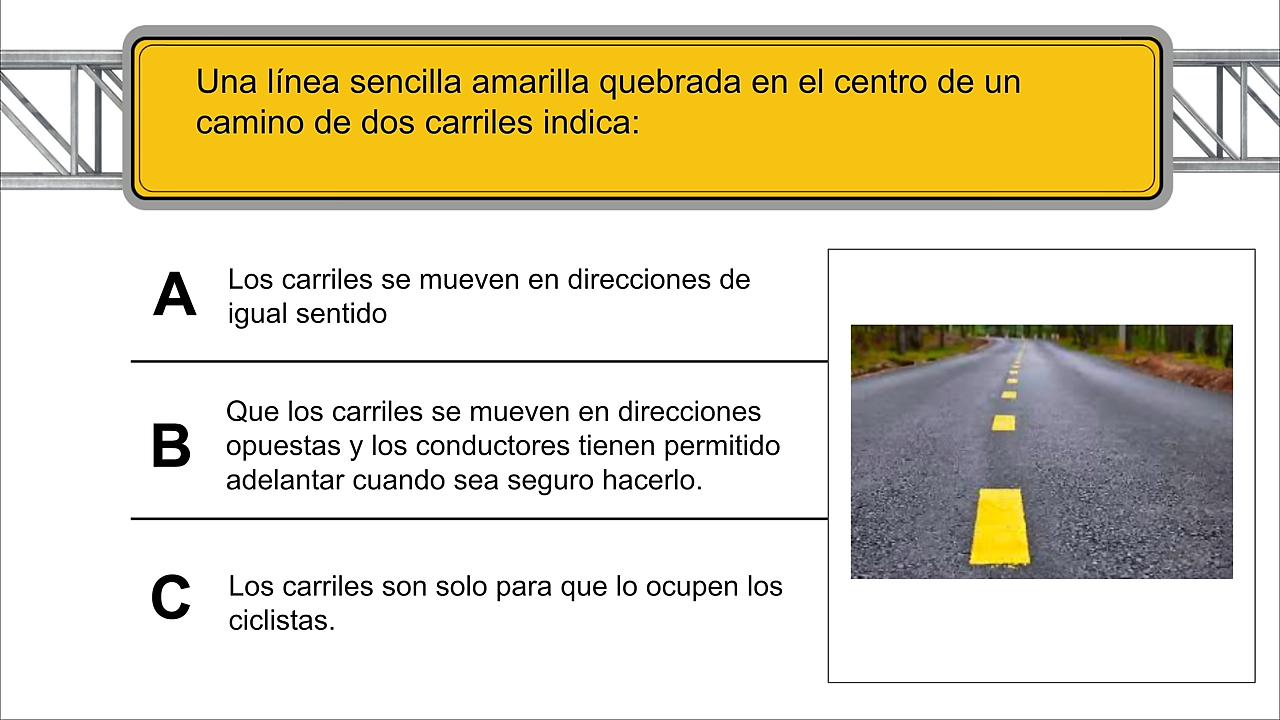 Una línea sencilla amarilla quebrada en el centro de un
camino de dos carriles indica:
A
Los carriles se mueven en direcciones de
igual sentido
B
Que los carriles se mueven en direcciones
opuestas y los conductores tienen permitido
adelantar cuando sea seguro hacerlo.
C
Los carriles son solo para que lo ocupen los
ciclistas.